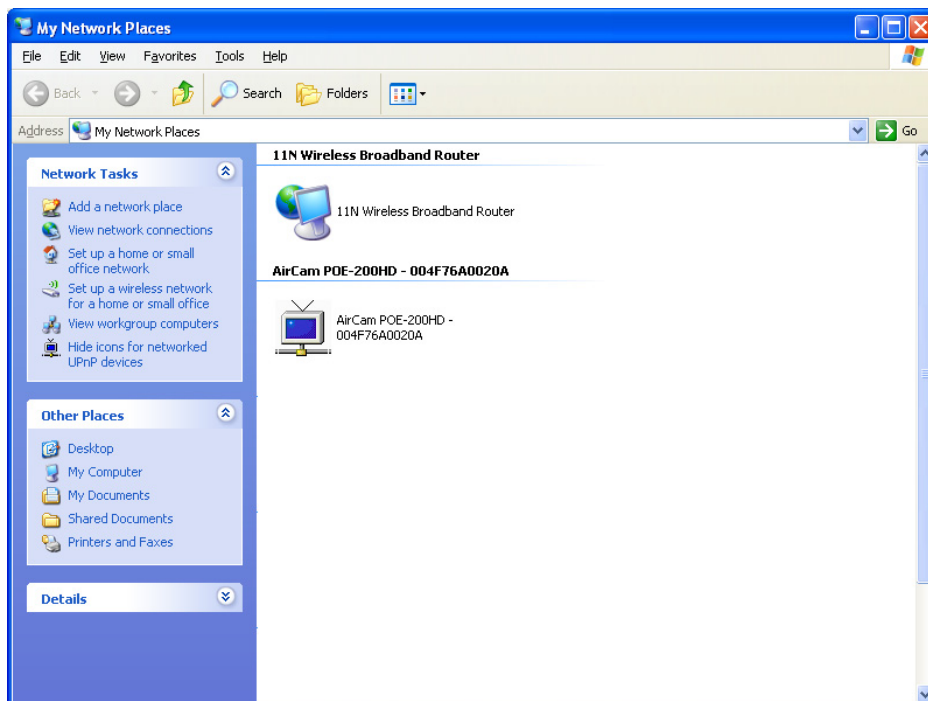 My Network Places
File Edit View Favorites Tools Help
Back Search Folders
Address My Network Places Go
Network Tasks
Add a network place
View network connections
Set up a home or small
office network
Set up a wireless network
for a home or small office
View workgroup computers
Hide icons for networked
UPnP devices
Other Places
Desktop
My Computer
My Documents
Shared Documents
Printers and Faxes
Details
11N Wireless Broadband Router
11N Wireless Broadband Router
AirCam POE-200HD - 004F76A0020A
AirCam POE-200HD -
004F76A0020A